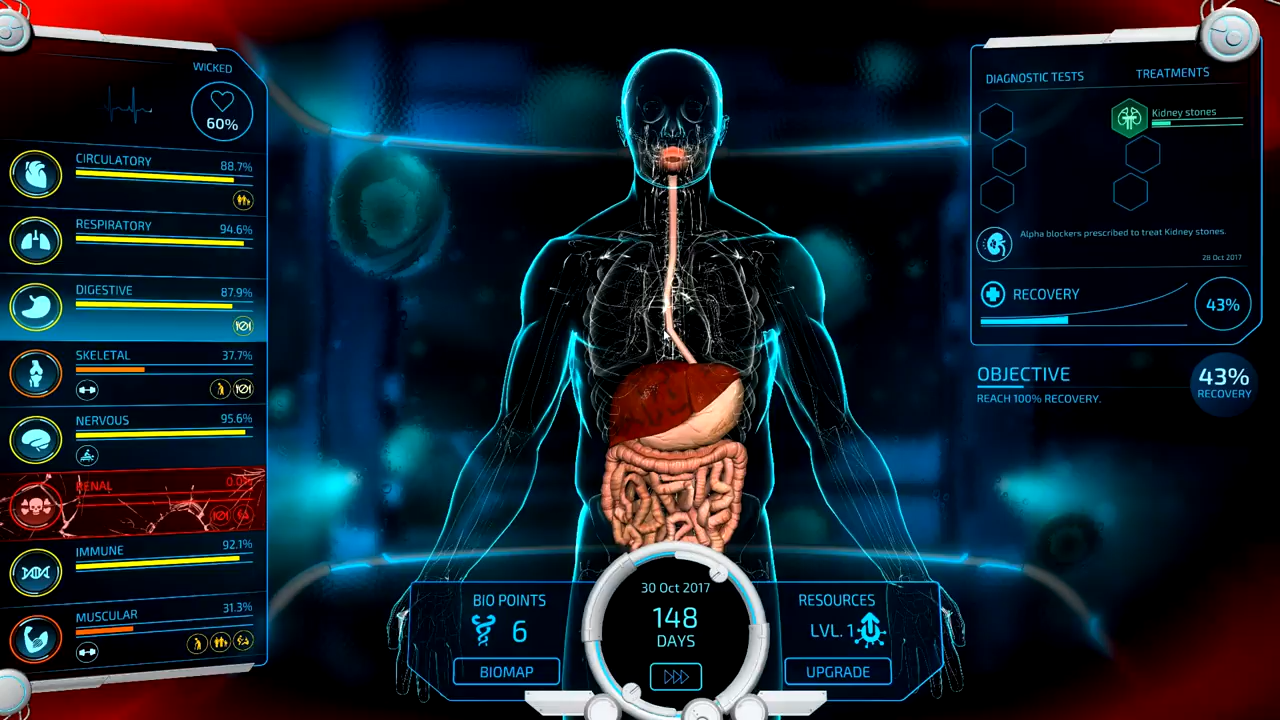 WICKED
60%
CIRCULATORY 88.7%
RESPIRATORY 94.6%
DIGESTIVE 87.9%
SKELETAL 37.7%
NERVOUS 95.6%
RENAL 0.0%
IMMUNE 92.1%
MUSCULAR 31.3%
DIAGNOSTIC TESTS TREATMENTS
Kidney stones
Alpha blockers prescribed to treat Kidney stones.
28 Oct 2017
RECOVERY 43%
OBJECTIVE
REACH 100% RECOVERY.
43%
RECOVERY
BIO POINTS
6
BIOMAP
30 Oct 2017
148
DAYS
RESOURCES
LVL. 1
UPGRADE